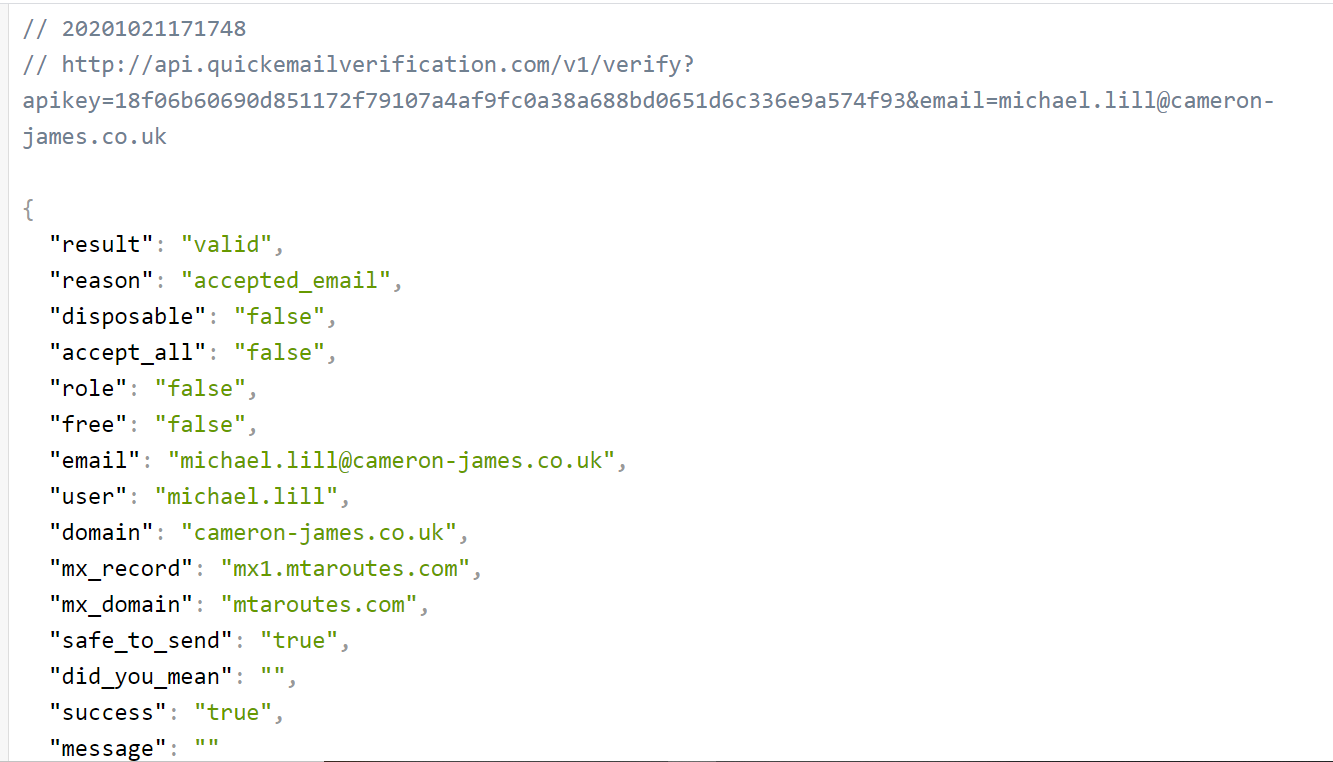 // 20201021171748
// http://api.quickemailverification.com/v1/verify?
apikey=18f06b60690d851172f79107a4af9fc0a38a688bd0651d6c336e9a574f93&email=michael.lill@cameron-
james.co.uk
{
"result": "valid",
"reason": "accepted_email",
"disposable": "false",
"accept_all": "false",
"role": "false",
"free": "false",
"email": "michael.lill@cameron-james.co.uk",
"user": "michael.lill",
"domain": "cameron-james.co.uk",
"mx_record": "mx1.mtaroutes.com",
"mx_domain": "mtaroutes.com",
"safe_to_send": "true",
"did_you_mean": "",
"success": "true",
"message": ""